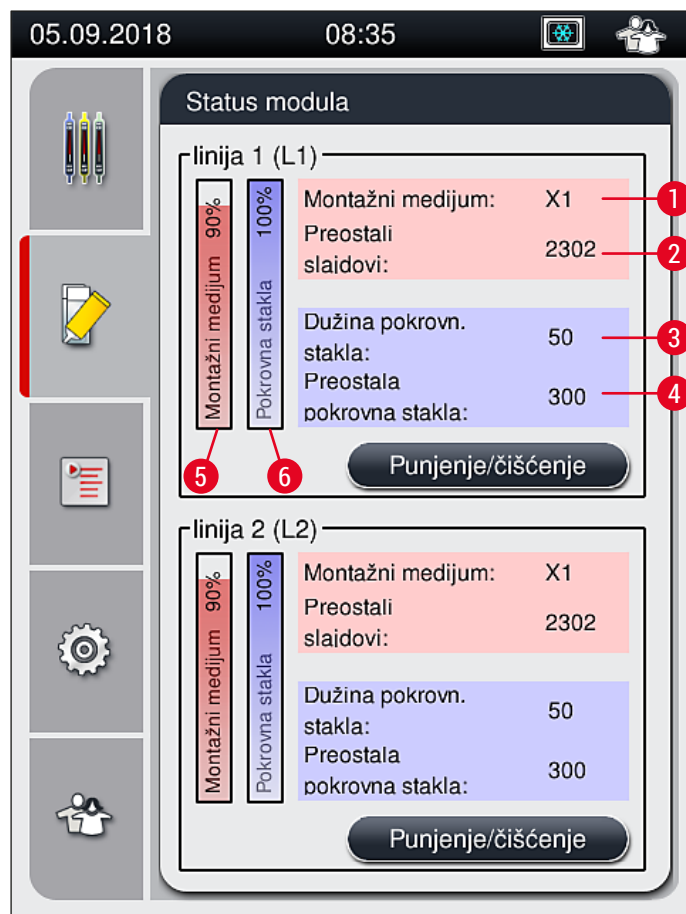 05.09.2018 08:35
Status modula
linija 1 (L1)
Montažni medijum 90%
Pokrovna stakla 100%
Montažni medijum: X1 1
Preostali
slajdovi: 2302 2
Dužina pokrovn.
stakla: 50 3
Preostala
pokrovna stakla: 300 4
5 6
Punjenje/čišćenje
linija 2 (L2)
Montažni medijum 90%
Pokrovna stakla 100%
Montažni medijum: X1
Preostali
slajdovi: 2302
Dužina pokrovn.
stakla: 50
Preostala
pokrovna stakla: 300
Punjenje/čišćenje